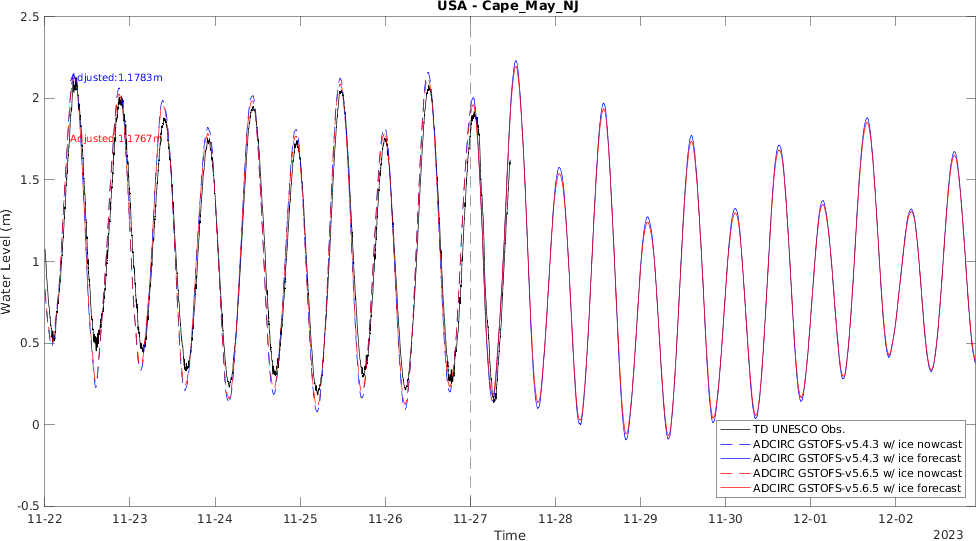 USA - Cape_May_NJ
2.5
2
1.5
1
0.5
0
-0.5
Water Level (m)
Adjusted:1.1783m
Adjusted:1.1767m
TD UNESCO Obs.
ADCIRC GSTOFS-v5.4.3 w/ ice nowcast
ADCIRC GSTOFS-v5.4.3 w/ ice forecast
ADCIRC GSTOFS-v5.6.5 w/ ice nowcast
ADCIRC GSTOFS-v5.6.5 w/ ice forecast
11-22 11-23 11-24 11-25 11-26 11-27 11-28 11-29 11-30 12-01 12-02
Time
2023